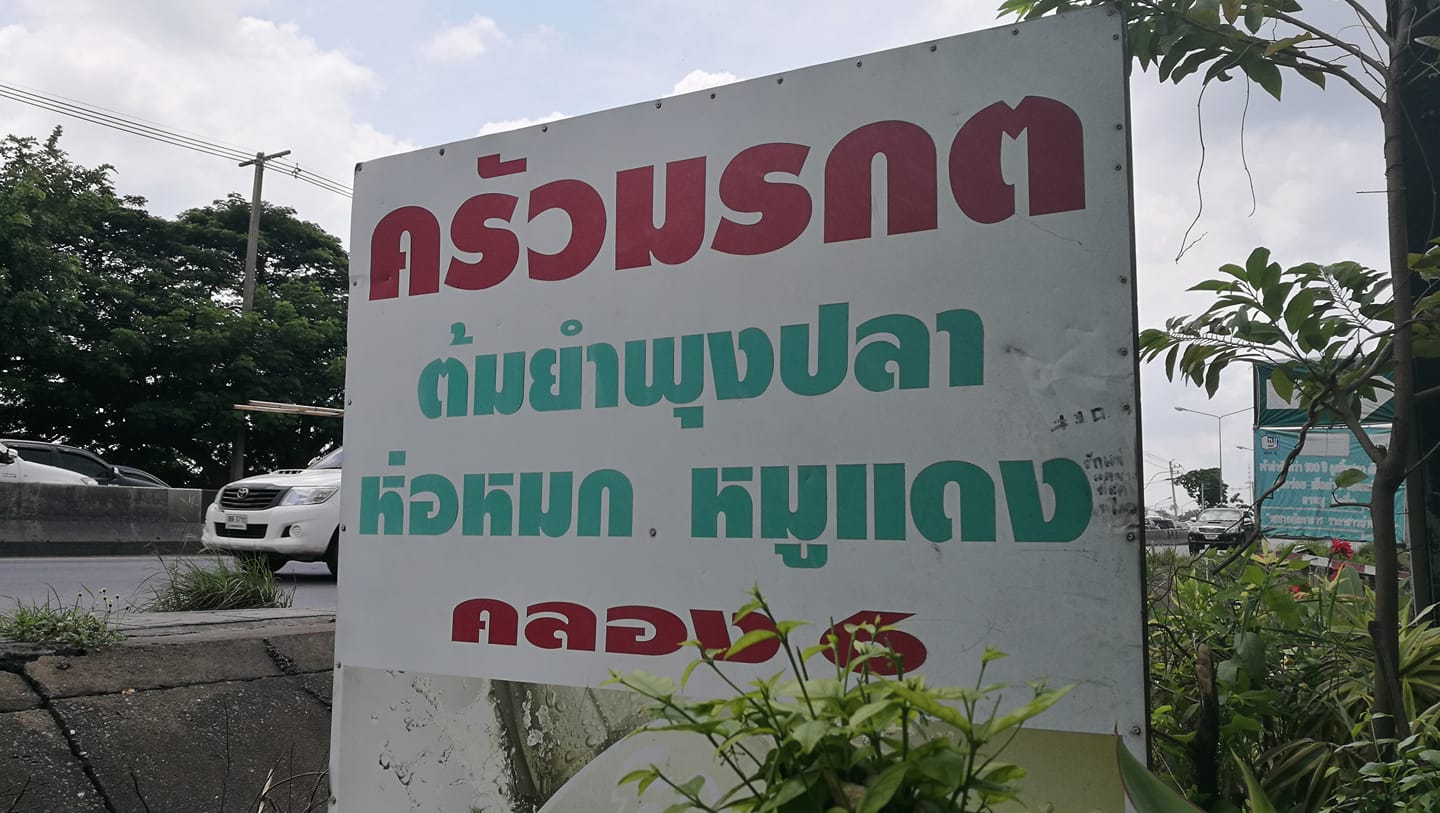 ครัวมรกต
ต้มยำพุงปลา
ห่อหมก หมูแดง
คลอง 6